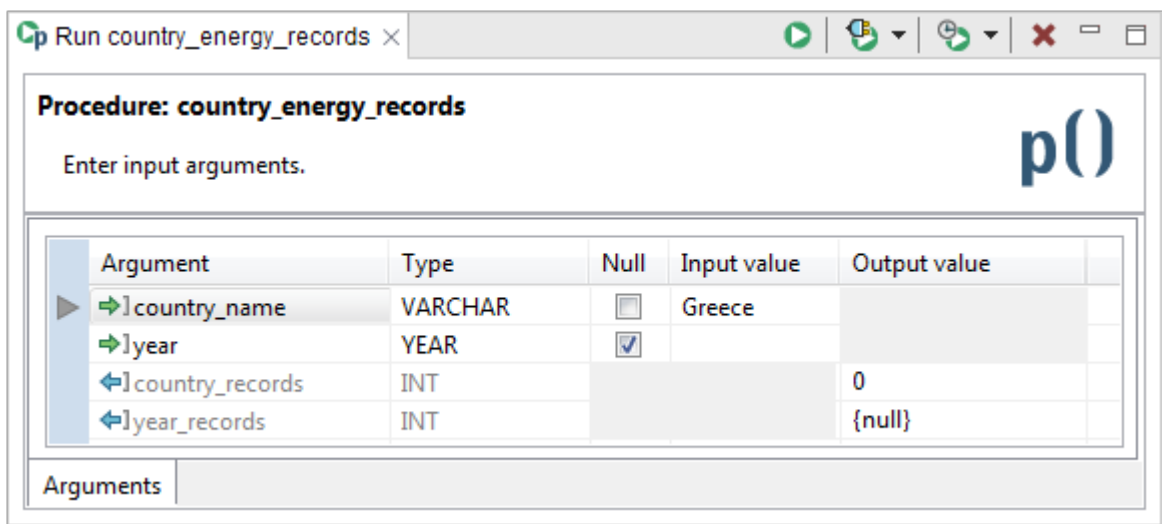 Run country_energy_records
Procedure: country_energy_records
Enter input arguments.
p()
Argument Type Null Input value Output value
country_name VARCHAR Greece
year YEAR
country_records INT 0
year_records INT {null}
Arguments